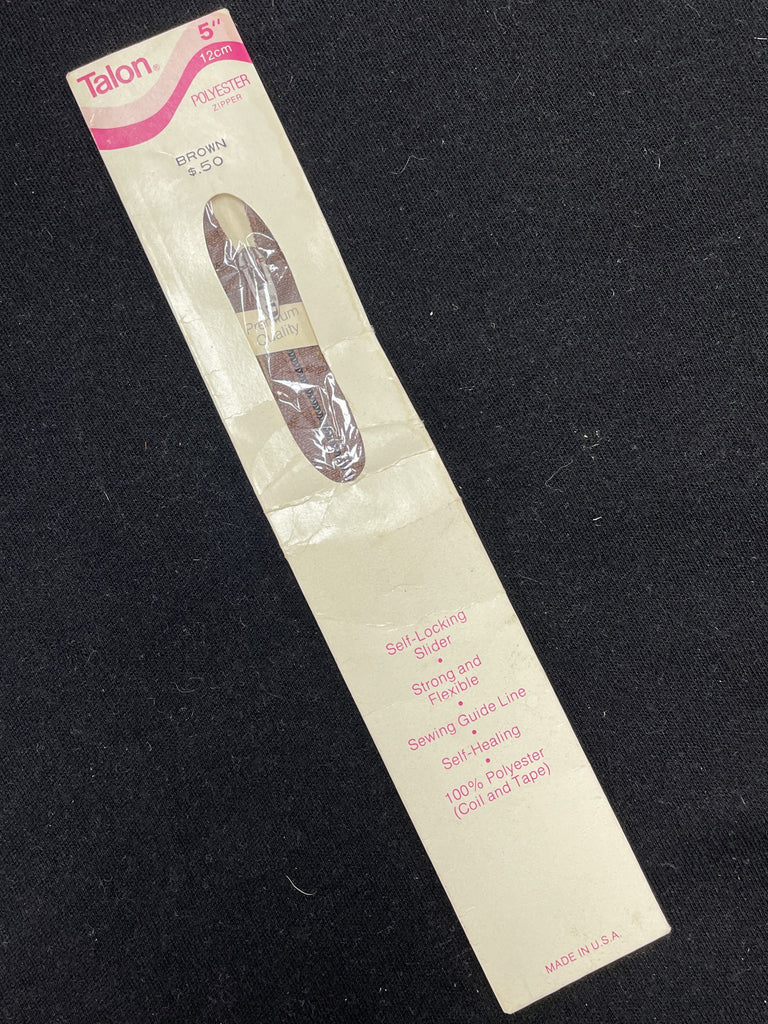 Talon®
5"
12cm
POLYESTER
ZIPPER
BROWN
$.50
Premium
Quality
Self-Locking
Slider
•
Strong and
Flexible
•
Sewing Guide Line
•
Self-Healing
•
100% Polyester
(Coil and Tape)
MADE IN U.S.A.